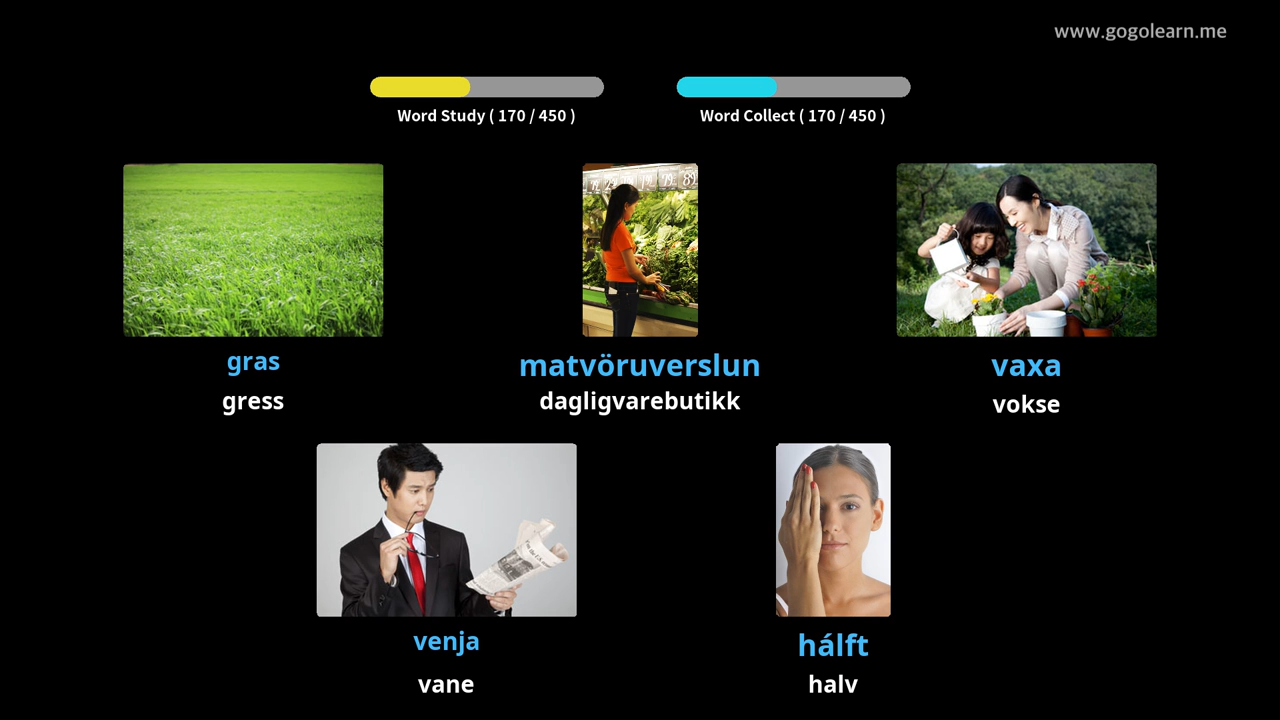 www.gogolearn.me
Word Study ( 170 / 450 )
Word Collect ( 170 / 450 )
gras
gress
matvöruverslun
dagligvarebutikk
vaxa
vokse
venja
vane
hálft
halv